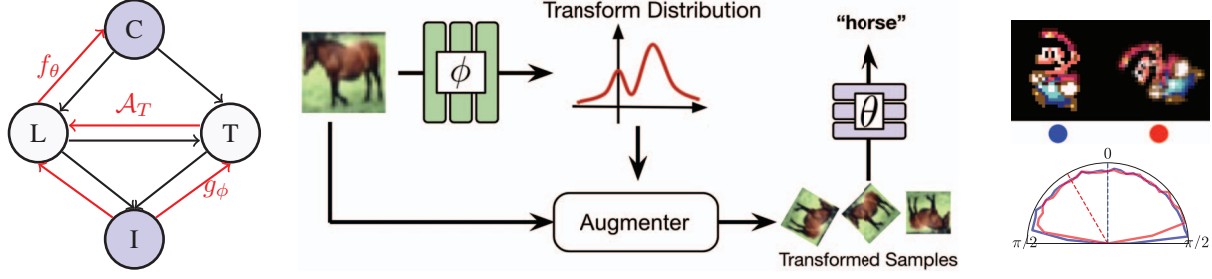 C
f_θ
A_T
L
T
g_ϕ
I
Transform Distribution
"horse"
ϕ
θ
Augmenter
Transformed Samples
0
π/2
π/2